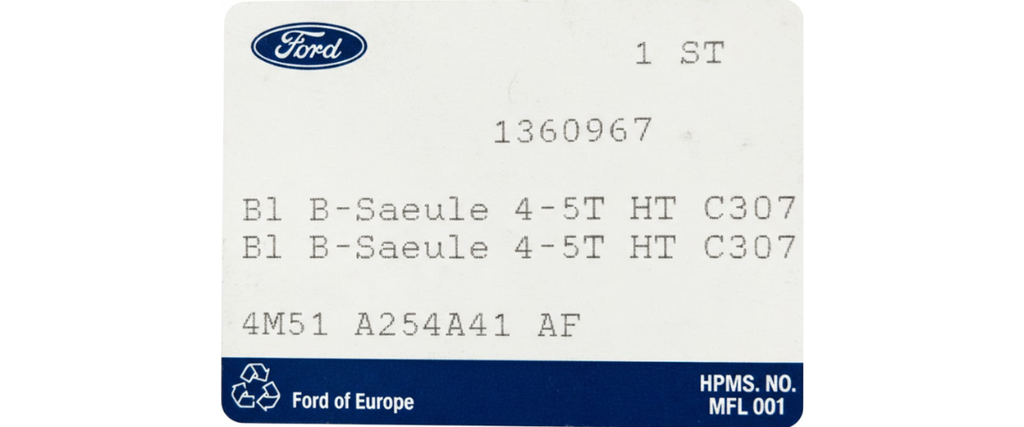 Ford
1 ST
1360967
Bl B-Saeule 4-5T HT C307
Bl B-Saeule 4-5T HT C307
4M51 A254A41 AF
Ford of Europe
HPMS. NO.
MFL 001